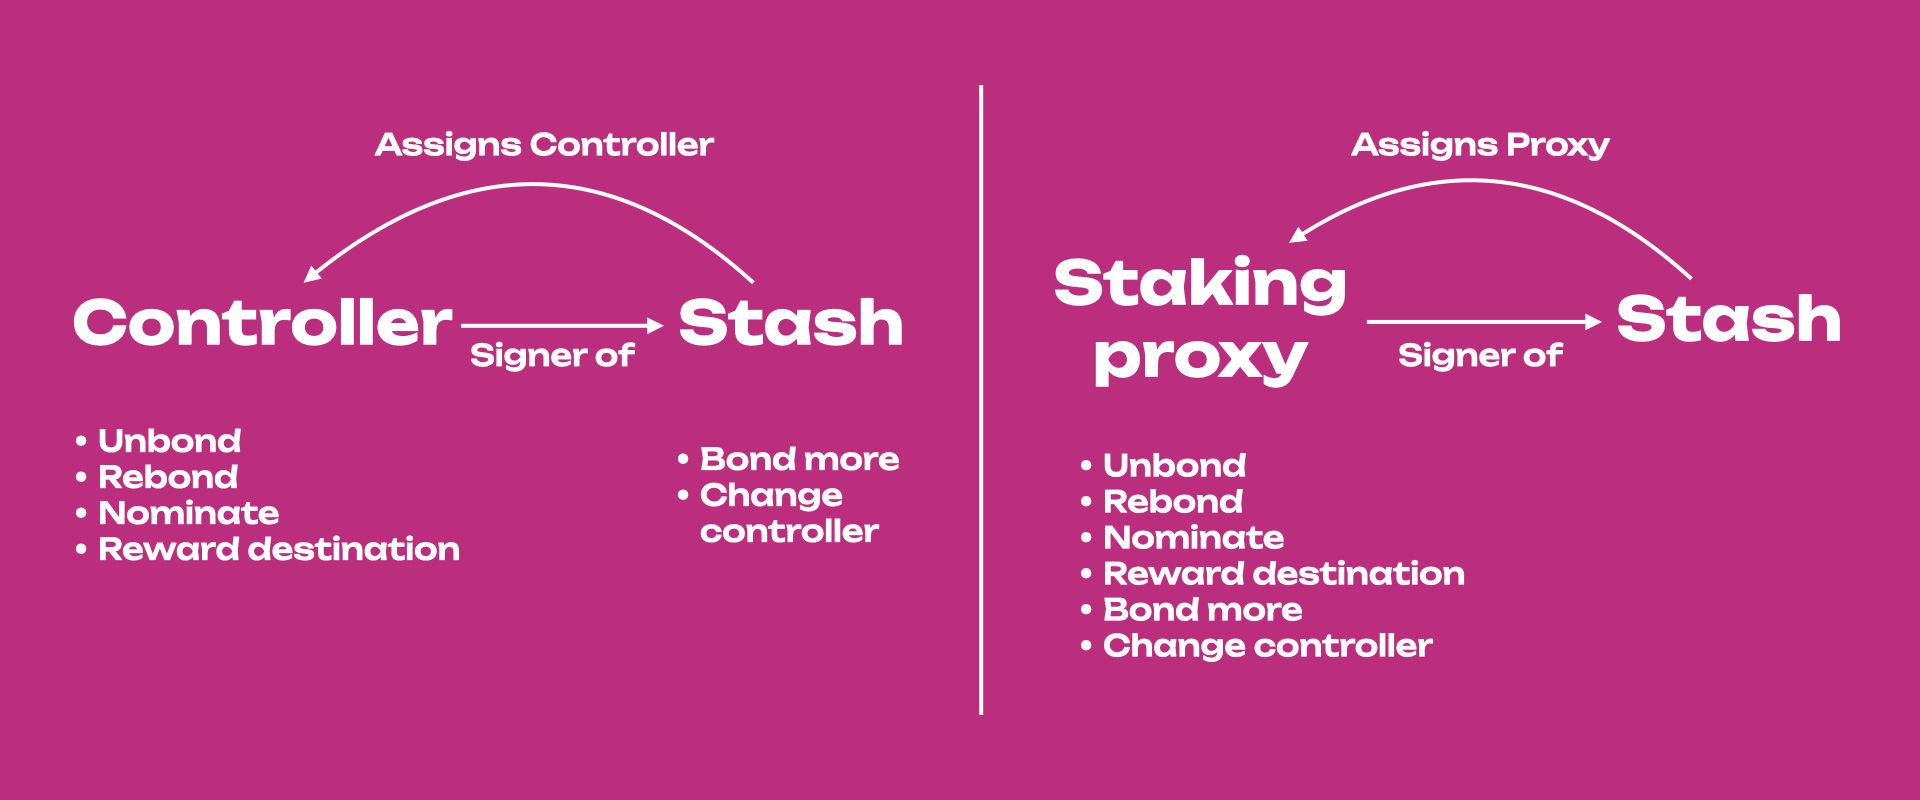 Assigns Controller
Controller
Signer of
Stash
• Unbond
• Rebond
• Nominate
• Reward destination
• Bond more
• Change
controller
Assigns Proxy
Staking
proxy
Signer of
Stash
• Unbond
• Rebond
• Nominate
• Reward destination
• Bond more
• Change controller